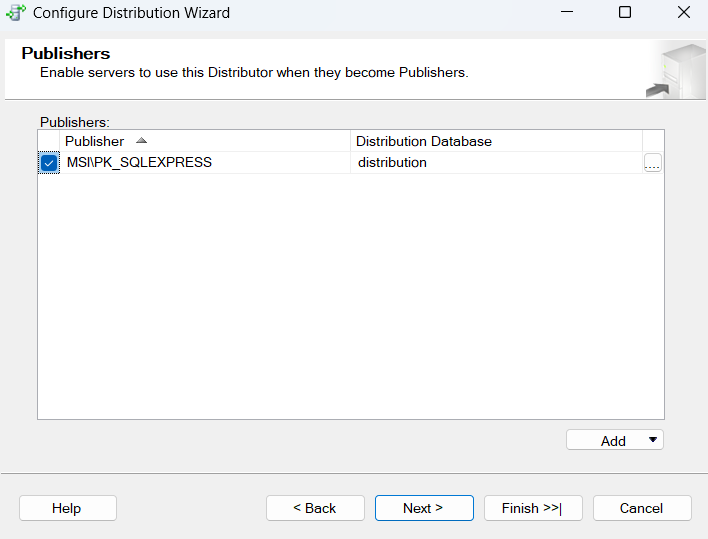 Configure Distribution Wizard
Publishers
Enable servers to use this Distributor when they become Publishers.
Publishers:
Publisher Distribution Database
MSI\PK_SQLEXPRESS distribution ....
Add
Help < Back Next > Finish >>| Cancel